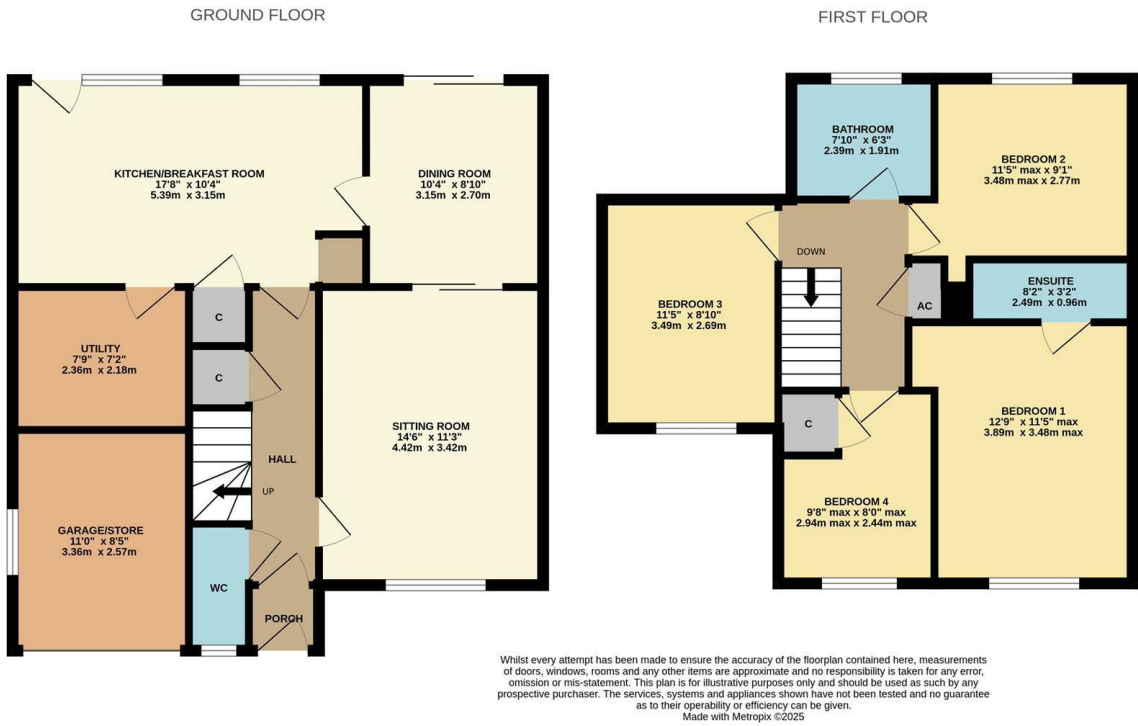 GROUND FLOOR
KITCHEN/BREAKFAST ROOM
17'8" x 10'4"
5.39m x 3.15m
DINING ROOM
10'4" x 8'10"
3.15m x 2.70m
UTILITY
7'9" x 7'2"
2.36m x 2.18m
C
C
SITTING ROOM
14'6" x 11'3"
4.42m x 3.42m
HALL
UP
GARAGE/STORE
11'0" x 8'5"
3.36m x 2.57m
WC
PORCH
FIRST FLOOR
BATHROOM
7'10" x 6'3"
2.39m x 1.91m
BEDROOM 2
11'5" max x 9'1"
3.48m max x 2.77m
DOWN
ENSUITE
8'2" x 3'2"
2.49m x 0.96m
AC
BEDROOM 3
11'5" x 8'10"
3.49m x 2.69m
BEDROOM 1
12'9" x 11'5" max
3.89m x 3.48m max
C
BEDROOM 4
9'8" max x 8'0" max
2.94m max x 2.44m max
Whilst every attempt has been made to ensure the accuracy of the floorplan contained here, measurements
of doors, windows, rooms and any other items are approximate and no responsibility is taken for any error,
omission or mis-statement. This plan is for illustrative purposes only and should be used as such by any
prospective purchaser. The services, systems and appliances shown have not been tested and no guarantee
as to their operability or efficiency can be given.
Made with Metropix ©2025